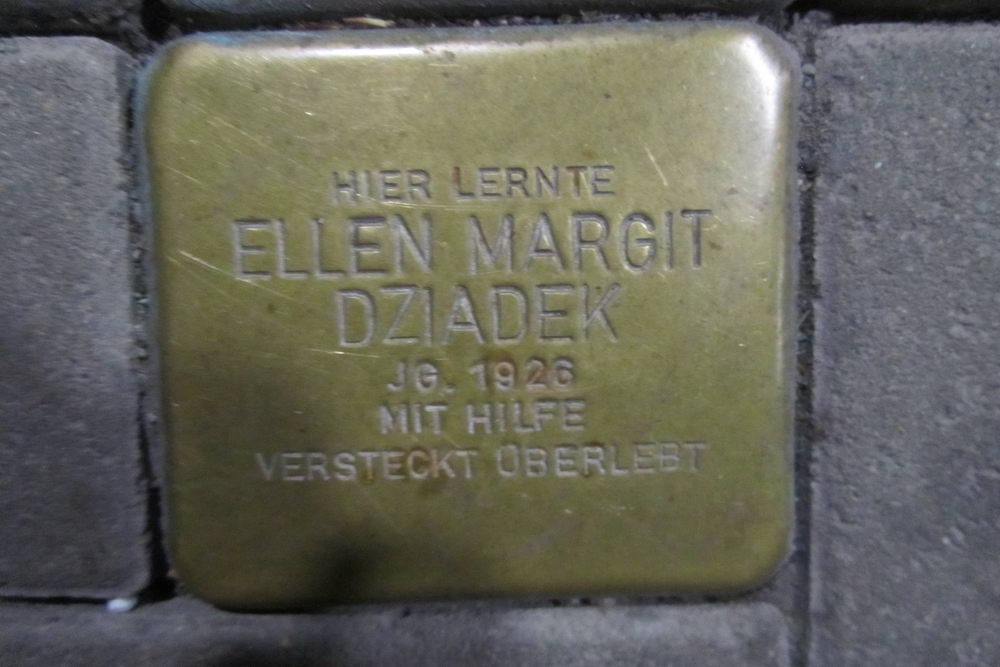 HIER LERNTE
ELLEN MARGIT
DZIADEK
JG. 1926
MIT HILFE
VERSTECKT ÜBERLEBT